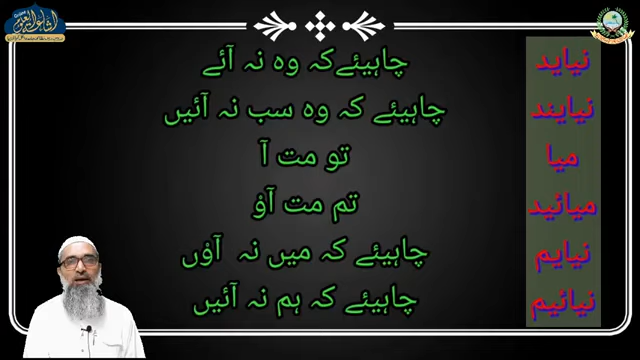 نیاید چاہیئے کہ وہ نہ آئے
نیایند چاہیئے کہ وہ سب نہ آئیں
میا تو مت آ
میائید تم مت آؤ
نیایم چاہیئے کہ میں نہ آؤں
نیائیم چاہیئے کہ ہم نہ آئیں